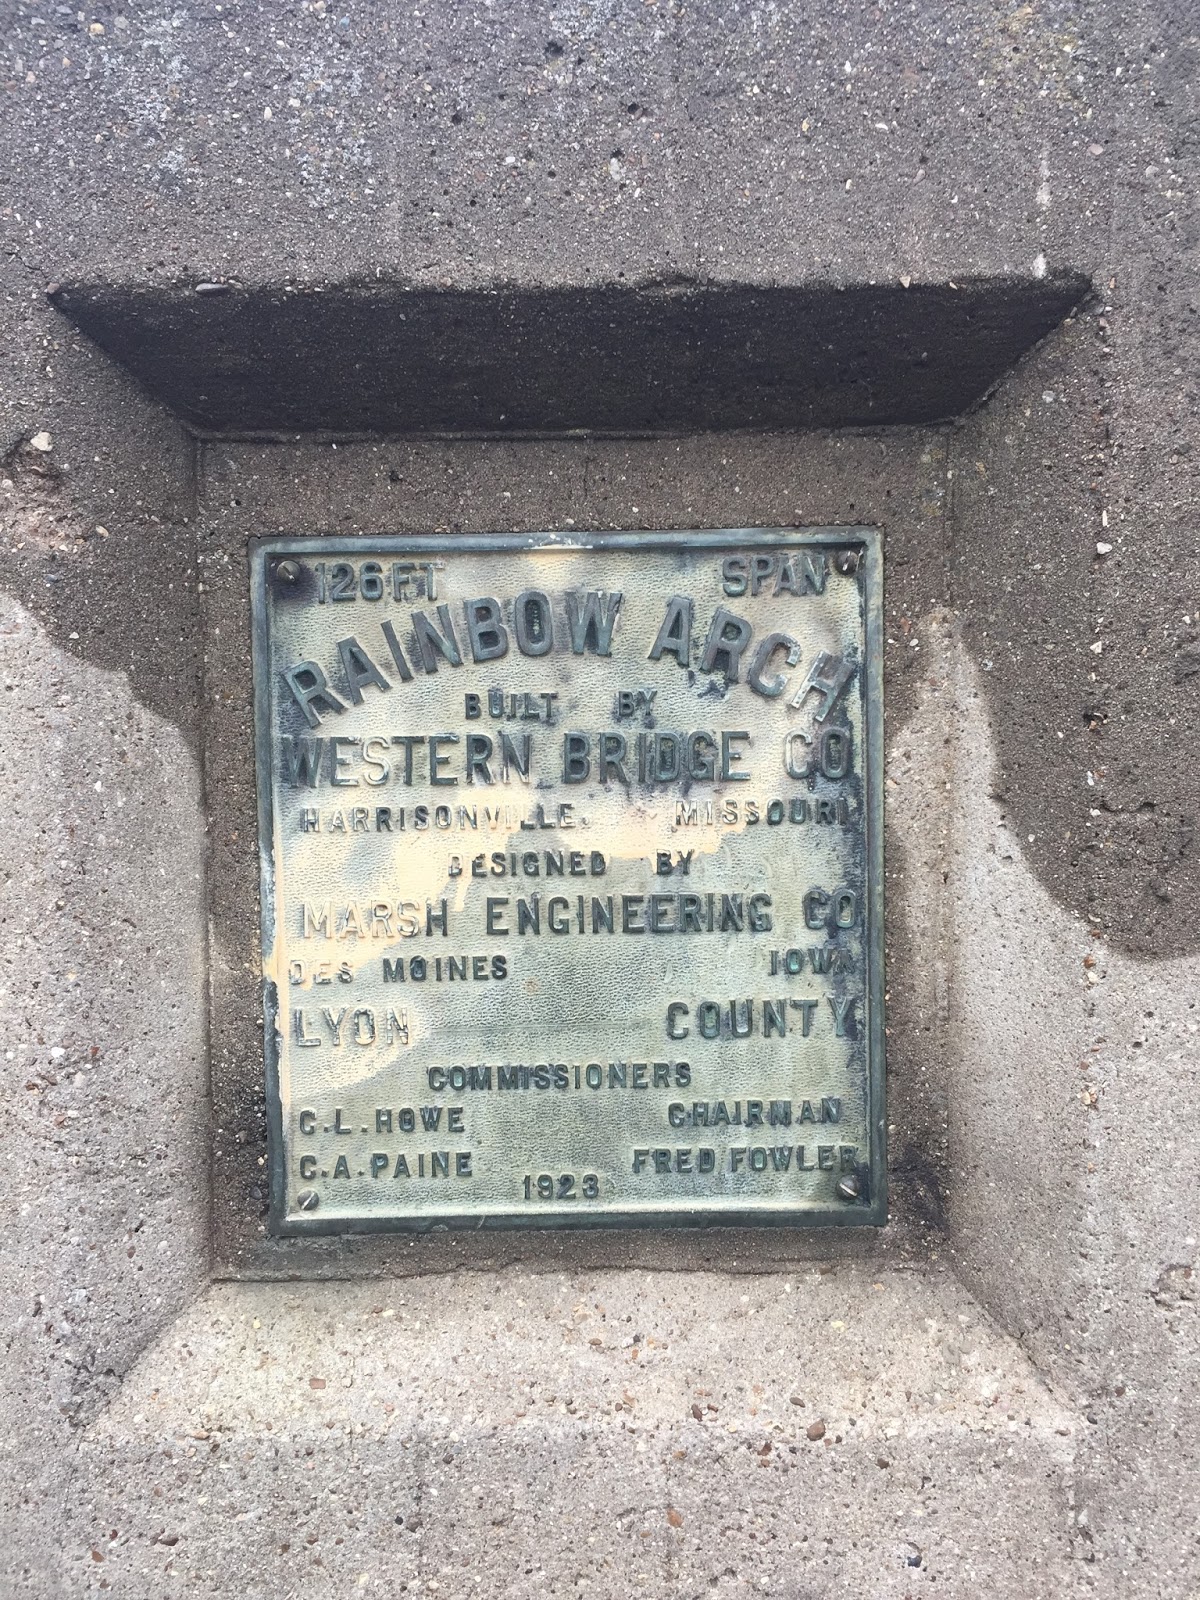 126 FT SPAN
RAINBOW ARCH
BUILT BY
WESTERN BRIDGE CO
HARRISONVILLE, MISSOURI
DESIGNED BY
MARSH ENGINEERING CO
DES MOINES IOWA
LYON COUNTY
COMMISSIONERS
C.L. HOWE CHAIRMAN
C.A. PAINE FRED FOWLER
1923